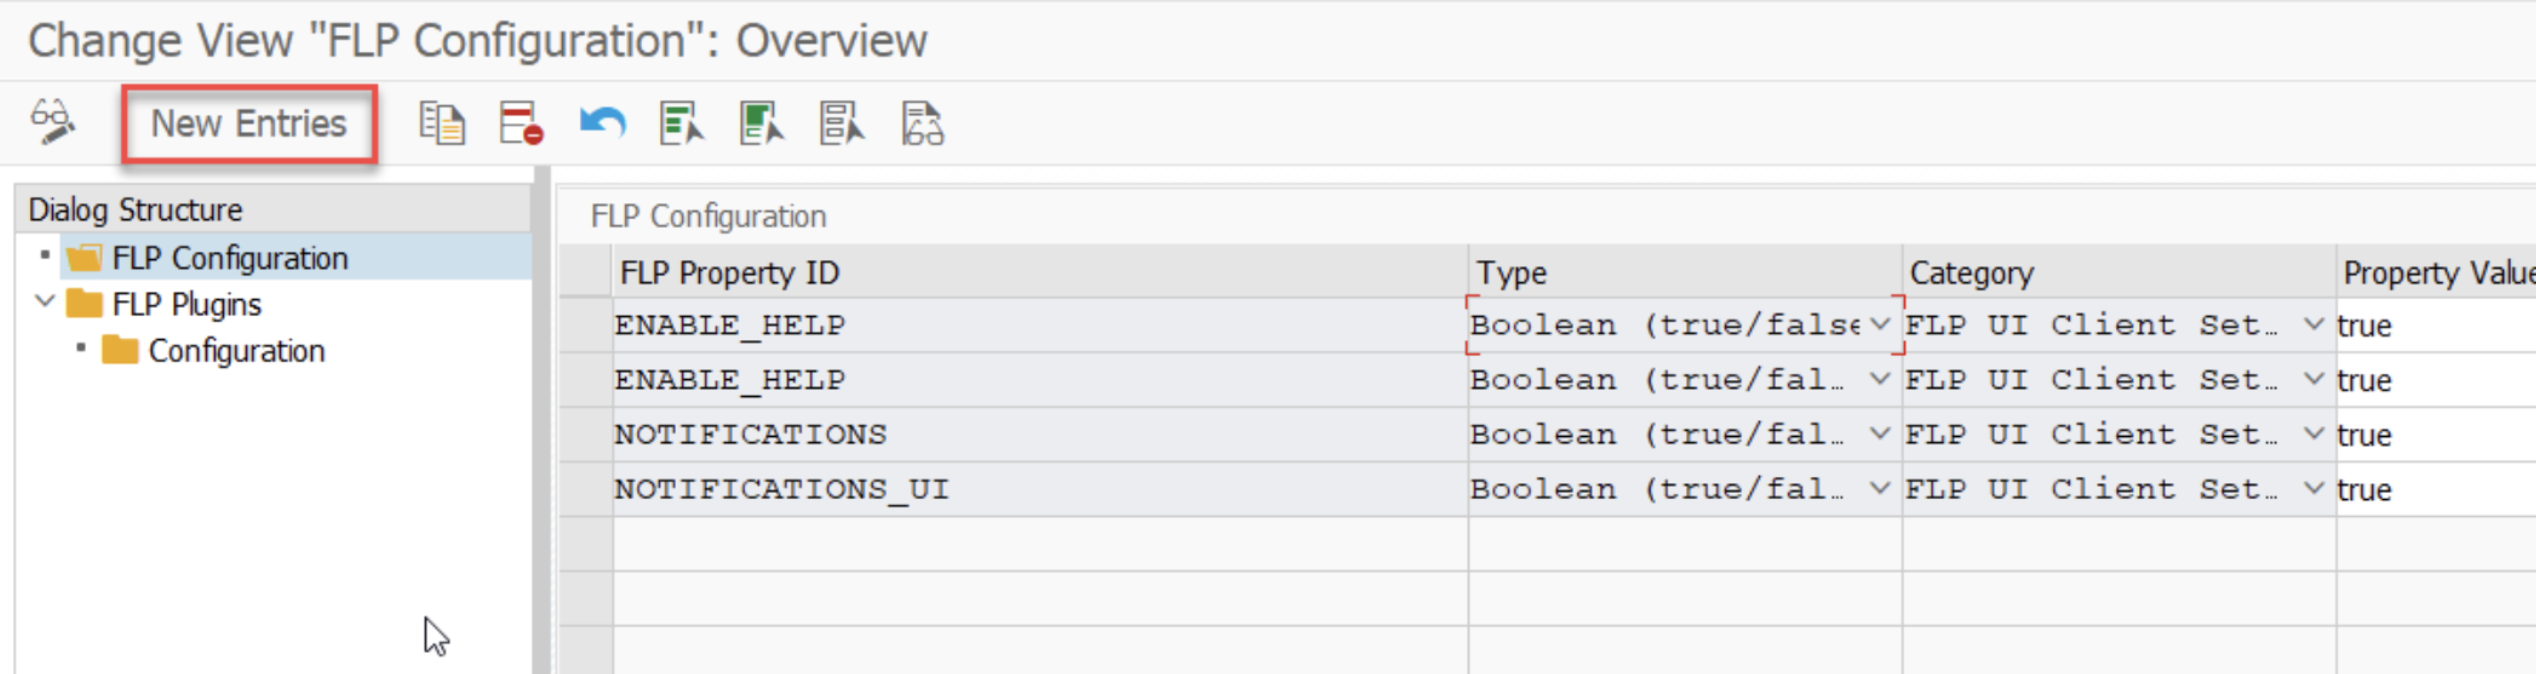 Change View "FLP Configuration": Overview
New Entries
Dialog Structure
FLP Configuration
FLP Plugins
Configuration
FLP Configuration
FLP Property ID Type Category Property Value
ENABLE_HELP Boolean (true/false FLP UI Client Set… true
ENABLE_HELP Boolean (true/fal… FLP UI Client Set… true
NOTIFICATIONS Boolean (true/fal… FLP UI Client Set… true
NOTIFICATIONS_UI Boolean (true/fal… FLP UI Client Set… true